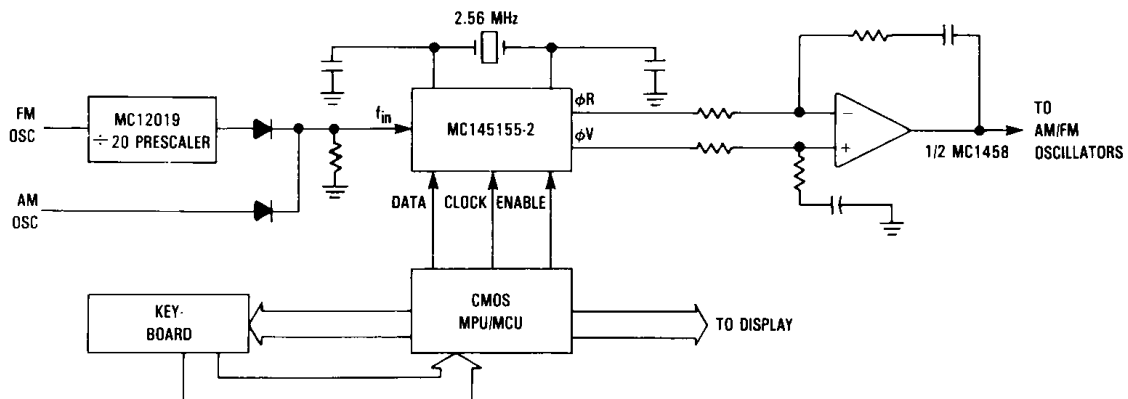 2.56 MHz
FM
OSC
MC12019
÷ 20 PRESCALER
fin
MC145155-2
ϕR
ϕV
−
+
1/2 MC1458
TO
AM/FM
OSCILLATORS
AM
OSC
DATA
CLOCK
ENABLE
KEY-
BOARD
CMOS
MPU/MCU
TO DISPLAY